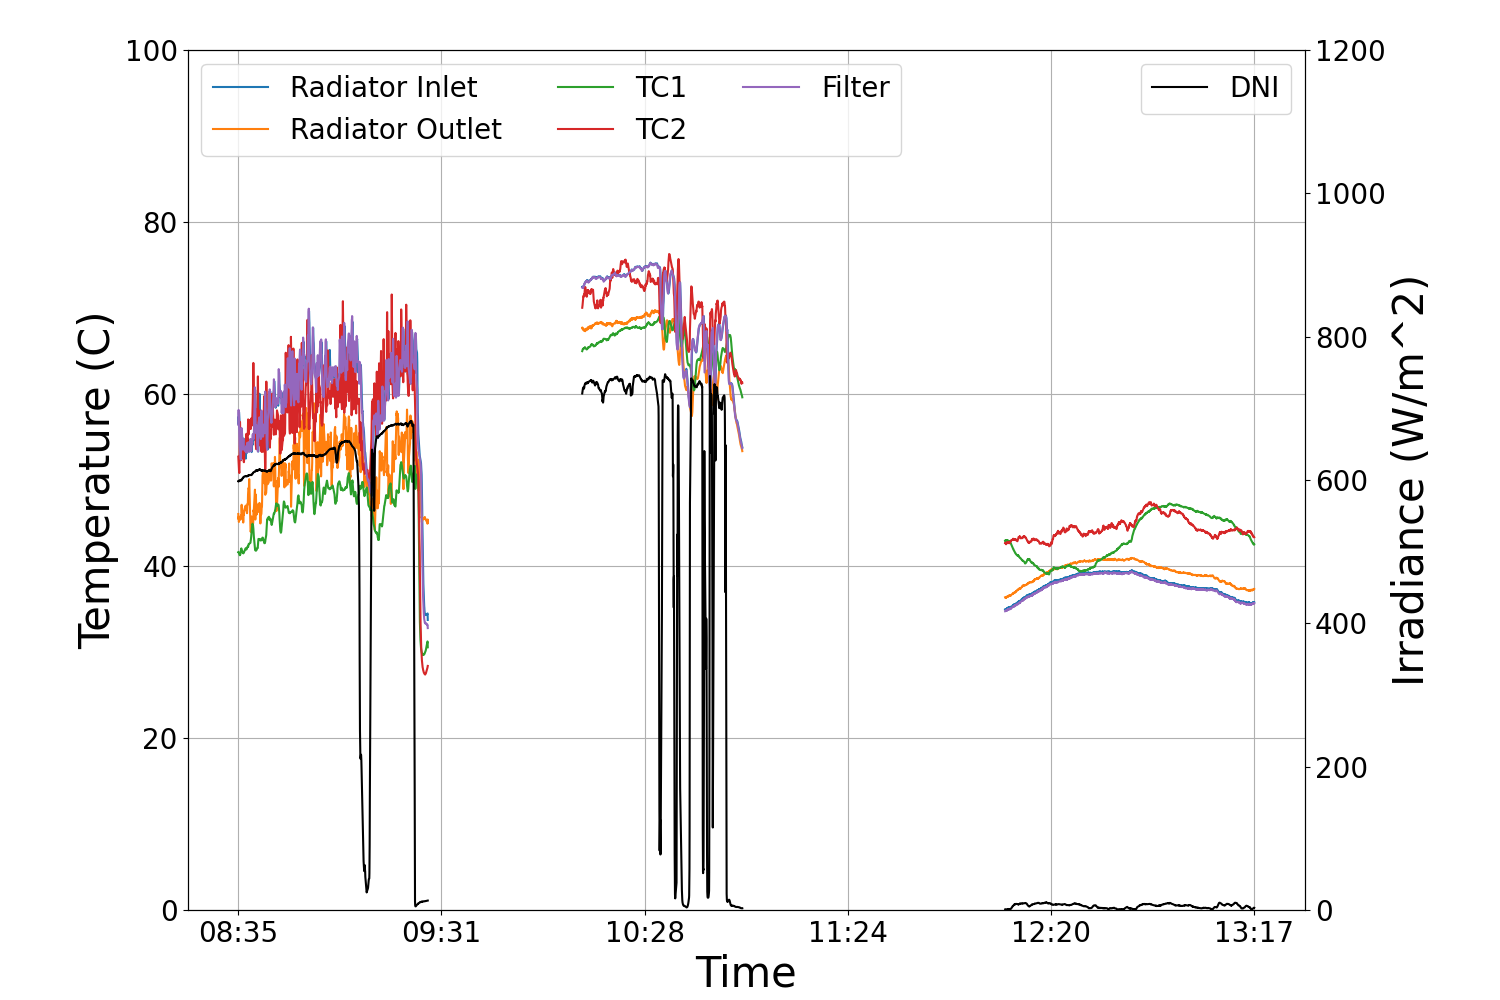 100
80
60
40
20
0
Temperature (C)
Radiator Inlet
Radiator Outlet
TC1
TC2
Filter
DNI
1200
1000
800
600
400
200
0
Irradiance (W/m^2)
08:35 09:31 10:28 11:24 12:20 13:17
Time